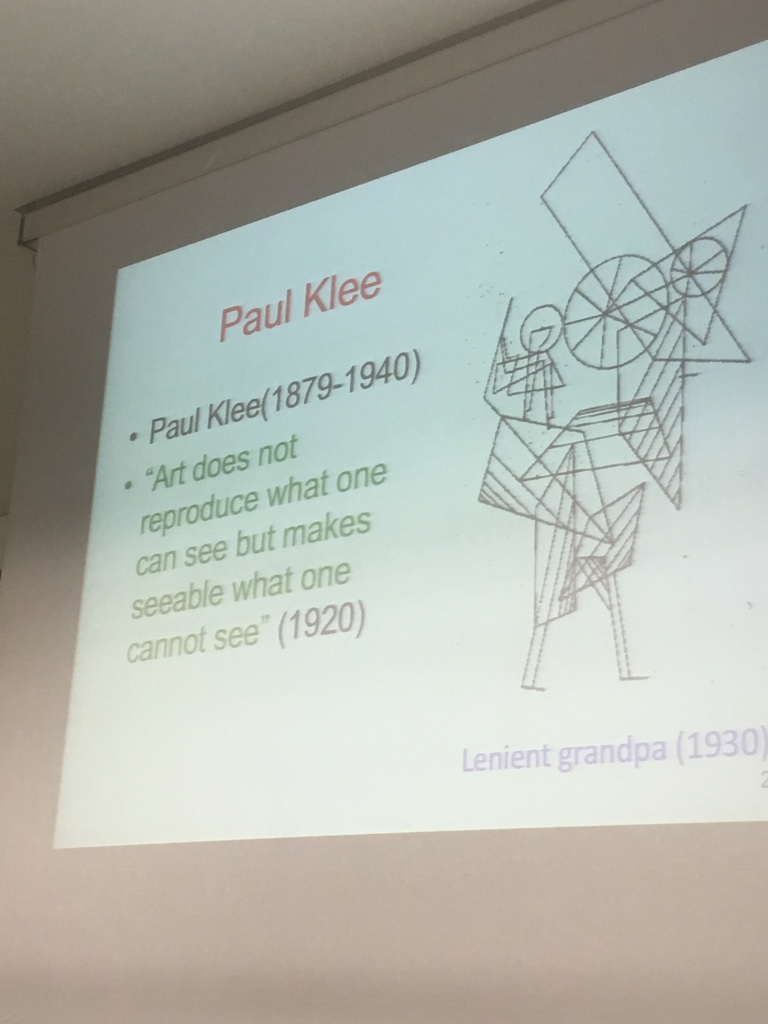 Paul Klee
• Paul Klee(1879-1940)
• “Art does not
reproduce what one
can see but makes
seeable what one
cannot see” (1920)
Lenient grandpa (1930)
2